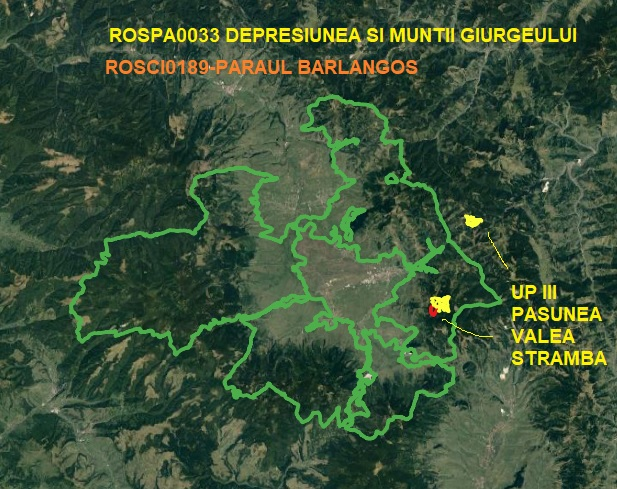 ROSPA0033 DEPRESIUNEA SI MUNTII GIURGEULUI
ROSCI0189-PARAUL BARLANGOS
UP III
PASUNEA
VALEA
STRAMBA